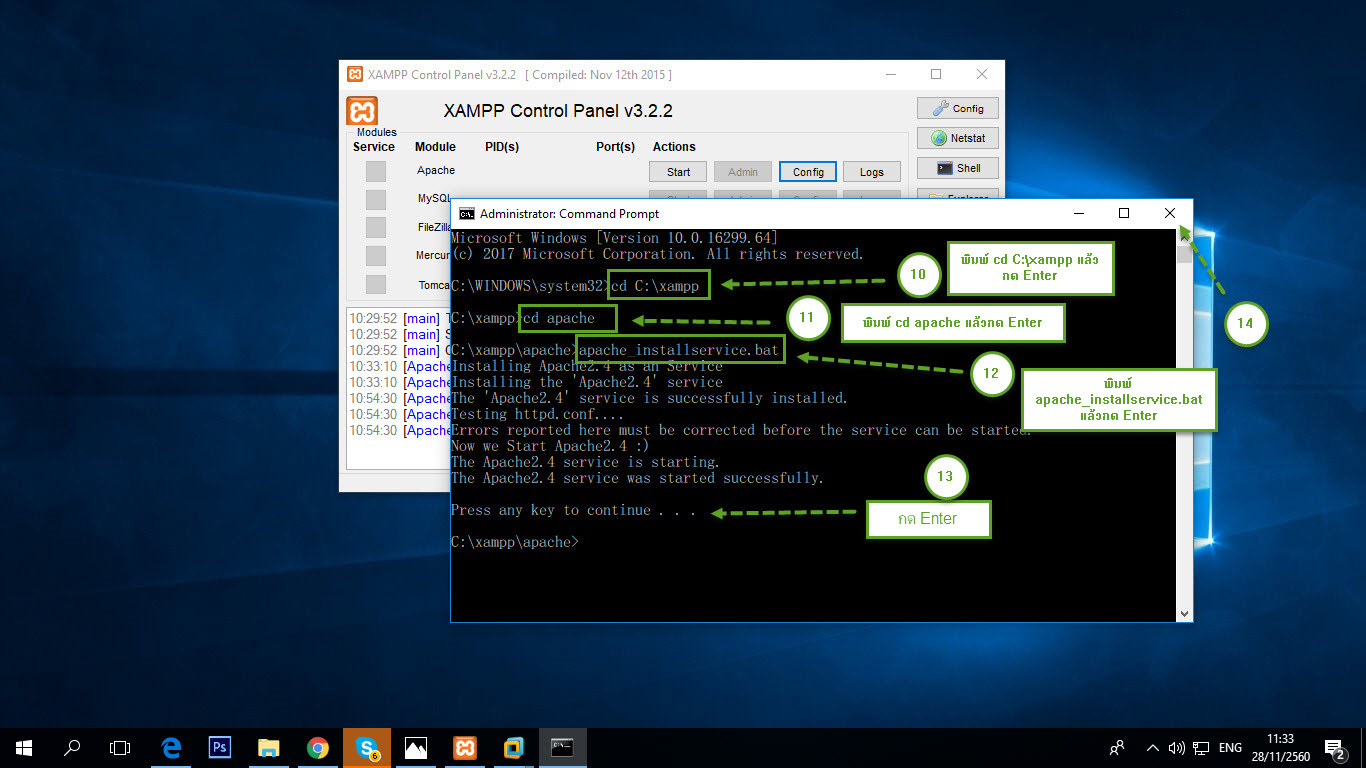 XAMPP Control Panel v3.2.2 [ Compiled: Nov 12th 2015 ]
XAMPP Control Panel v3.2.2
Config
Modules
Service Module PID(s) Port(s) Actions
Netstat
Apache Start Admin Config Logs
Shell
MySQL
Explorer
FileZilla
Tomca
10:29:52 [main]
10:29:52 [main]
10:29:52 [main]
10:33:10 [Apache
10:33:10 [Apache
10:54:30 [Apache
10:54:30 [Apache
10:54:30 [Apache
Administrator: Command Prompt
Microsoft Windows [Version 10.0.16299.64]
(c) 2017 Microsoft Corporation. All rights reserved.
C:\WINDOWS\system32>cd C:\xampp
10
พิมพ์ cd C:\xampp แล้ว
กด Enter
C:\xampp>cd apache
11
พิมพ์ cd apache แล้วกด Enter
14
C:\xampp\apache>apache_installservice.bat
12
พิมพ์
apache_installservice.bat
แล้วกด Enter
Installing Apache2.4 as an Service
Installing the 'Apache2.4' service
The 'Apache2.4' service is successfully installed.
Testing httpd.conf....
Errors reported here must be corrected before the service can be started.
Now we Start Apache2.4 :)
The Apache2.4 service is starting.
The Apache2.4 service was started successfully.
13
Press any key to continue . . .
กด Enter
C:\xampp\apache>
Ps
6
ENG
11:33
28/11/2560
2